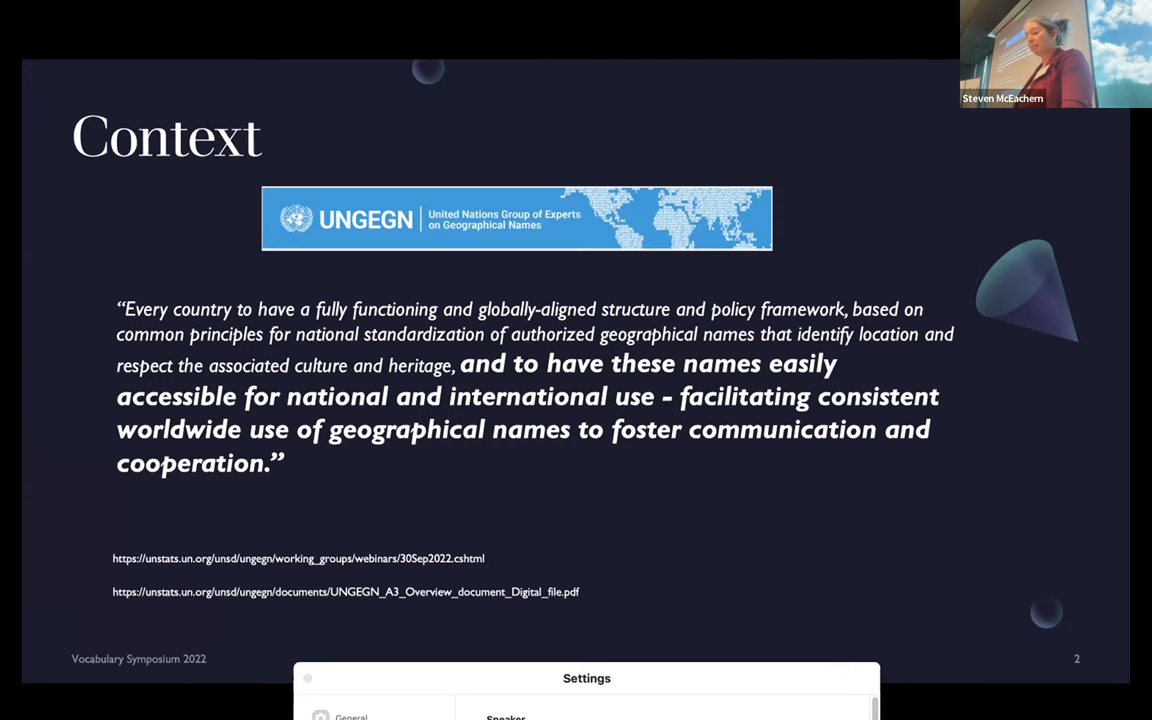 Steven McEachern
Context
UNGEGN
United Nations Group of Experts
on Geographical Names
“Every country to have a fully functioning and globally-aligned structure and policy framework, based on
common principles for national standardization of authorized geographical names that identify location and
respect the associated culture and heritage, and to have these names easily
accessible for national and international use - facilitating consistent
worldwide use of geographical names to foster communication and
cooperation.”
https://unstats.un.org/unsd/ungegn/working_groups/webinars/30Sep2022.cshtml
https://unstats.un.org/unsd/ungegn/documents/UNGEGN_A3_Overview_document_Digital_file.pdf
Vocabulary Symposium 2022
2
Settings
General
Speaker